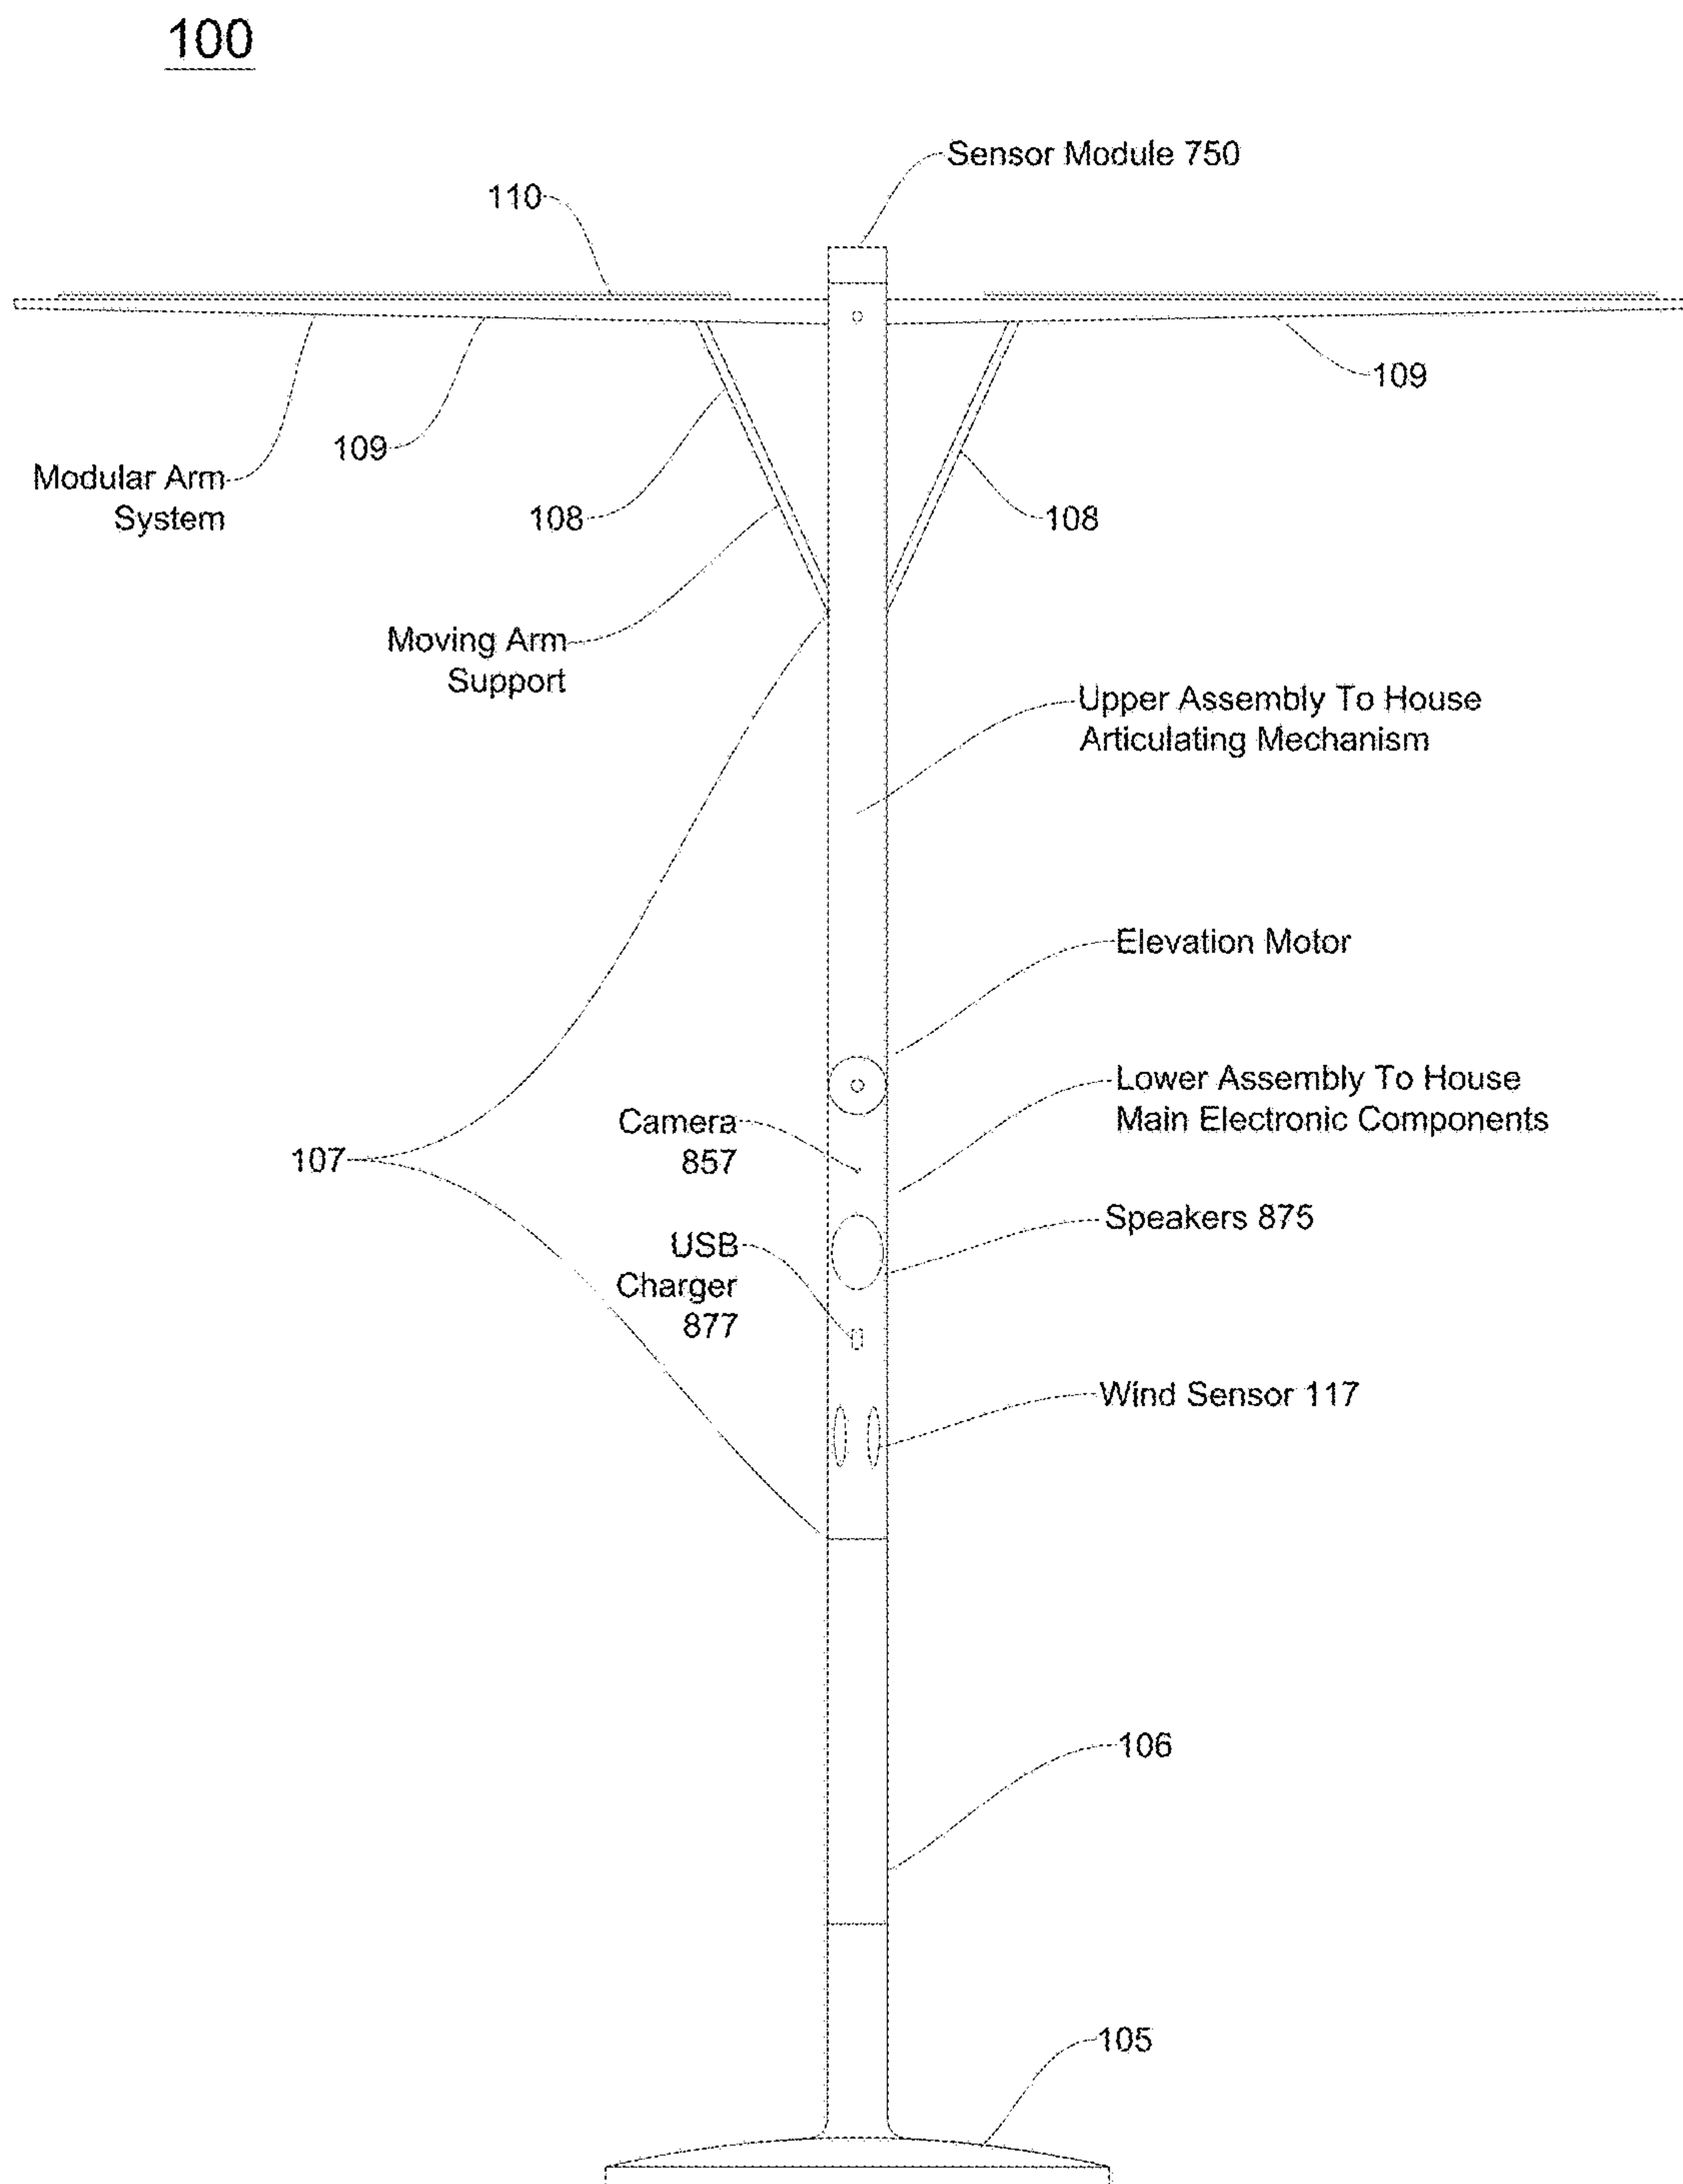 100
Sensor Module 750
110
109
109
Modular Arm
System
108
108
Moving Arm
Support
Upper Assembly To House
Articulating Mechanism
Elevation Motor
Lower Assembly To House
Main Electronic Components
Camera
857
107
Speakers 875
USB
Charger
877
Wind Sensor 117
106
105